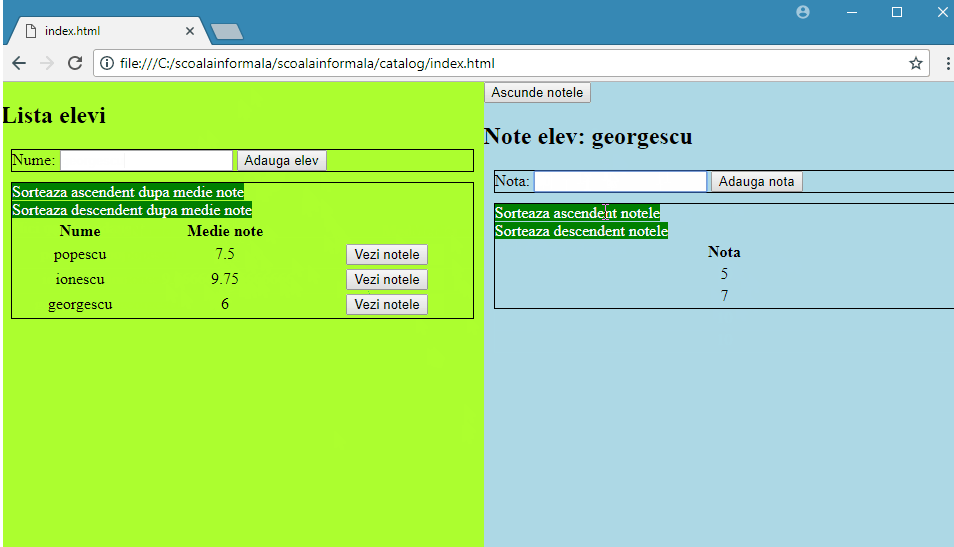 index.html
file:///C:/scoalainformala/scoalainformala/catalog/index.html
Lista elevi
Nume: Adauga elev
Sorteaza ascendent dupa medie note
Sorteaza descendent dupa medie note
Nume Medie note
popescu 7.5 Vezi notele
ionescu 9.75 Vezi notele
georgescu 6 Vezi notele
Ascunde notele
Note elev: georgescu
Nota: Adauga nota
Sorteaza ascendent notele
Sorteaza descendent notele
Nota
5
7